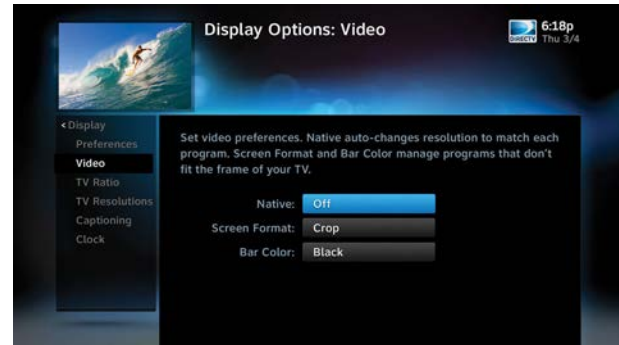 Display Options: Video
6:18p
DIRECTV Thu 3/4
‹Display
Preferences
Video
TV Ratio
TV Resolutions
Captioning
Clock
Set video preferences. Native auto-changes resolution to match each
program. Screen Format and Bar Color manage programs that don't
fit the frame of your TV.
Native: Off
Screen Format: Crop
Bar Color: Black